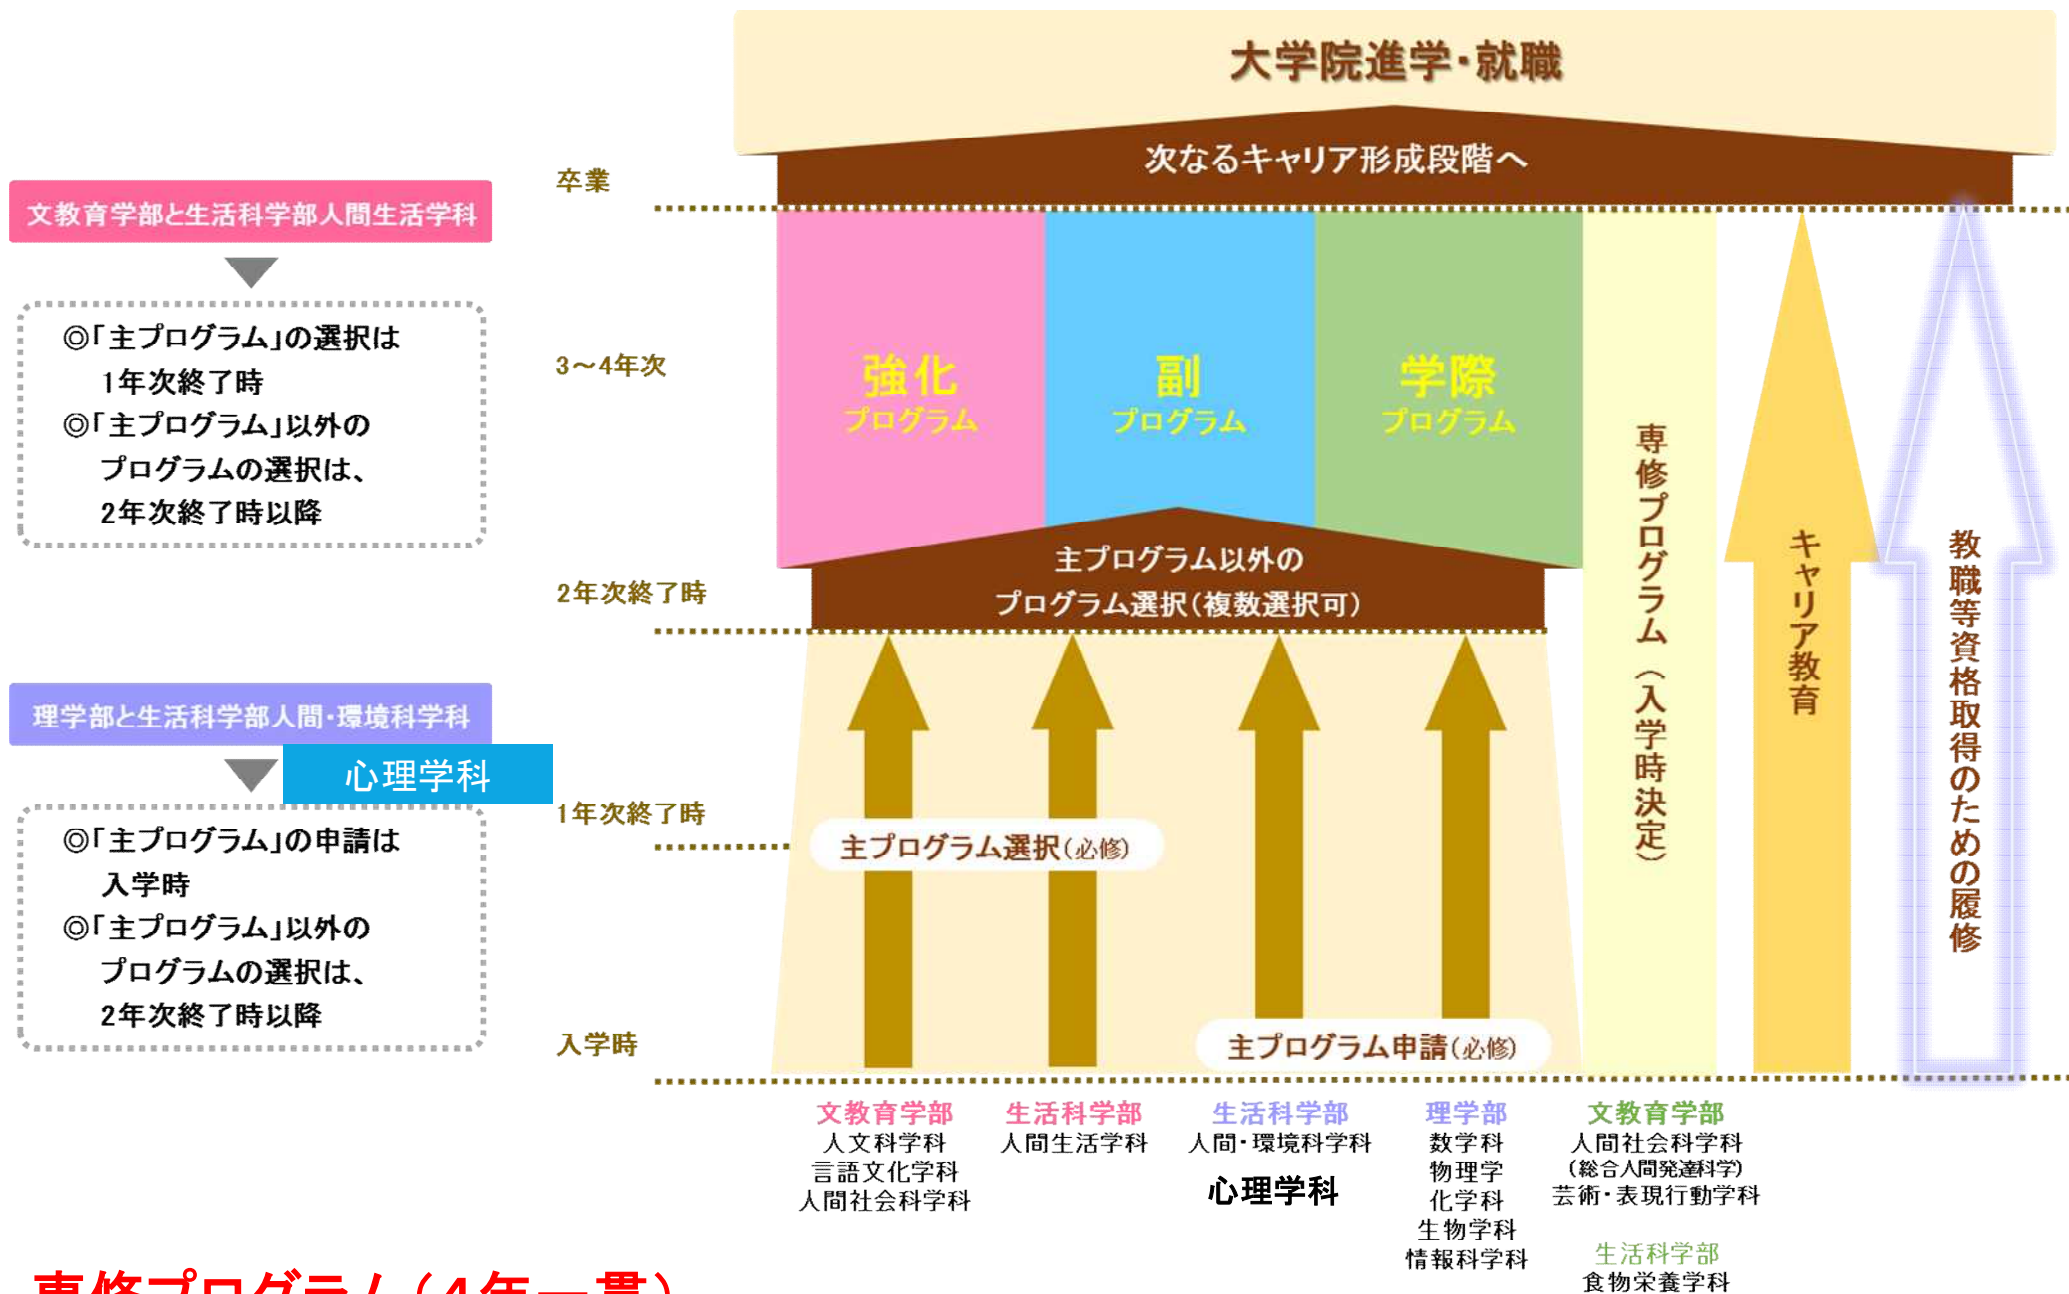 大学院進学・就職
次なるキャリア形成段階へ
卒業
文教育学部と生活科学部人間生活学科
◎「主プログラム」の選択は
1年次終了時
◎「主プログラム」以外の
プログラムの選択は、
2年次終了時以降
3～4年次
強化
プログラム
副
プログラム
学際
プログラム
専修プログラム（入学時決定）
キャリア教育
教職等資格取得のための履修
主プログラム以外の
プログラム選択（複数選択可）
2年次終了時
理学部と生活科学部人間・環境科学科
心理学科
◎「主プログラム」の申請は
入学時
◎「主プログラム」以外の
プログラムの選択は、
2年次終了時以降
1年次終了時
主プログラム選択（必修）
入学時
主プログラム申請（必修）
文教育学部
人文科学科
言語文化学科
人間社会科学科
生活科学部
人間生活学科
生活科学部
人間・環境科学科
心理学科
理学部
数学科
物理学
化学科
生物学科
情報科学科
文教育学部
人間社会科学科
（総合人間発達科学）
芸術・表現行動学科
生活科学部
食物栄養学科
専修プログラム（4年一貫）